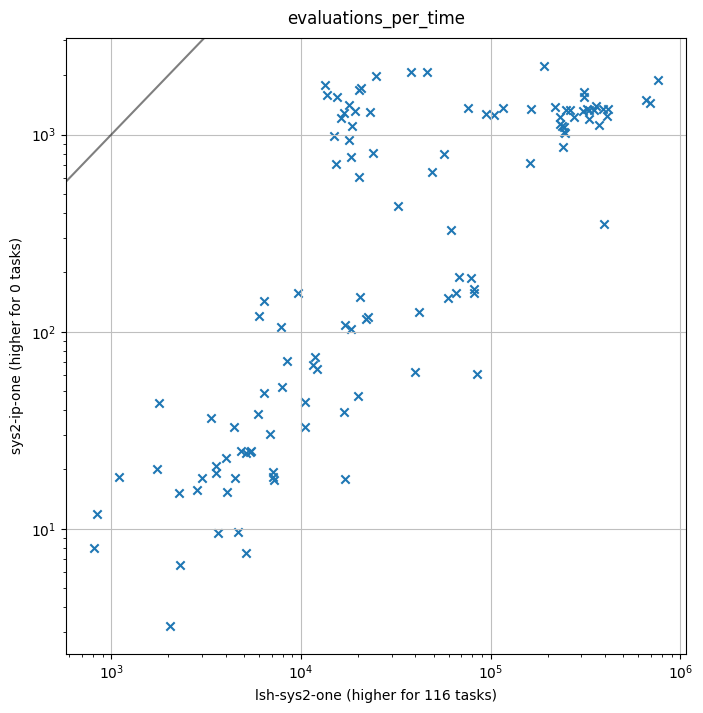 evaluations_per_time
sys2-ip-one (higher for 0 tasks)
10³
10²
10¹
10³
10⁴
10⁵
10⁶
lsh-sys2-one (higher for 116 tasks)